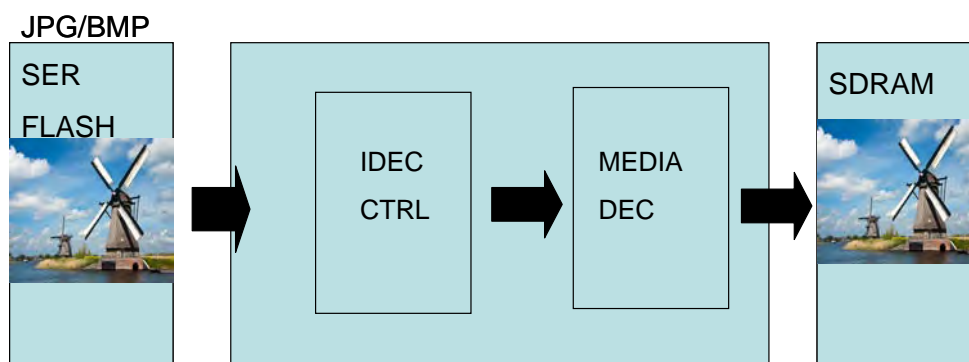 JPG/BMP
SER
FLASH
IDEC
CTRL
MEDIA
DEC
SDRAM